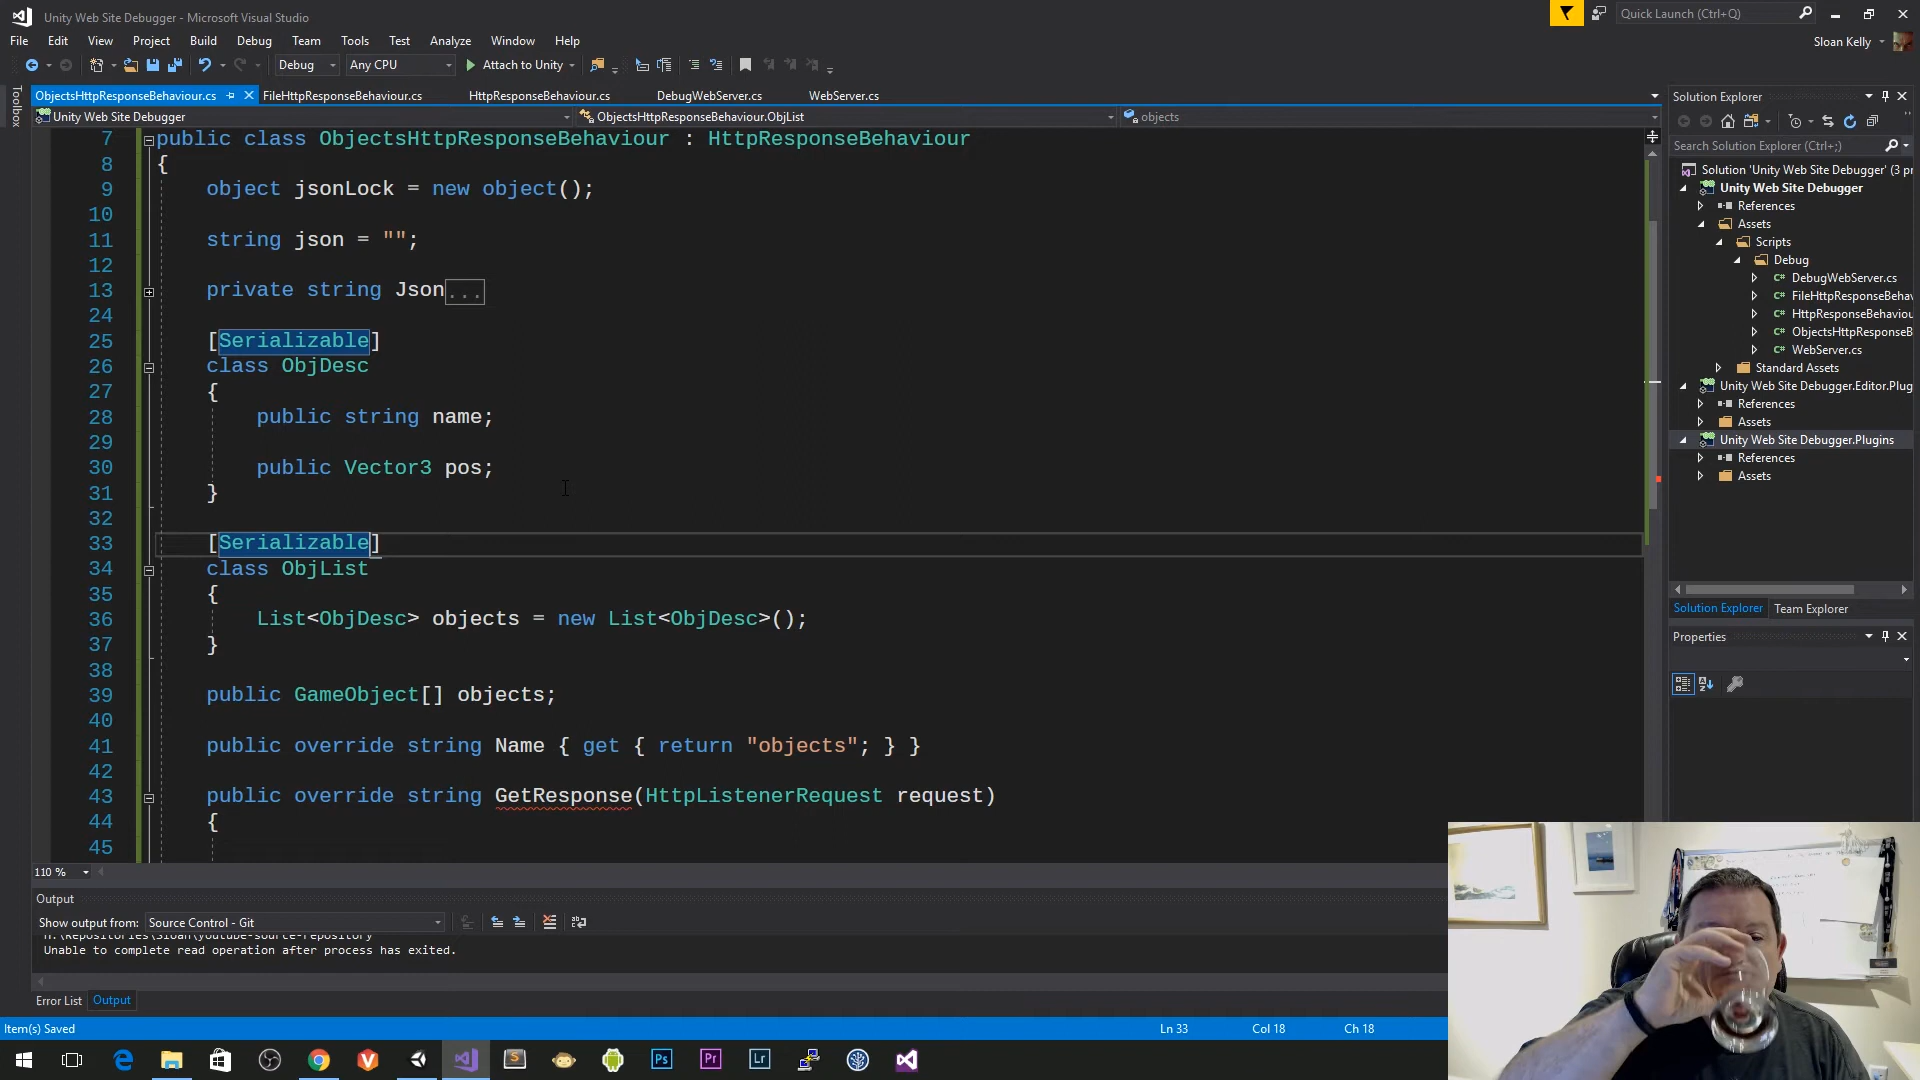 Unity Web Site Debugger - Microsoft Visual Studio
Quick Launch (Ctrl+Q)
File Edit View Project Build Debug Team Tools Test Analyze Window Help
Sloan Kelly
Debug Any CPU Attach to Unity
Toolbox
ObjectsHttpResponseBehaviour.cs FileHttpResponseBehaviour.cs HttpResponseBehaviour.cs DebugWebServer.cs WebServer.cs
Unity Web Site Debugger ObjectsHttpResponseBehaviour.ObjList objects
7 public class ObjectsHttpResponseBehaviour : HttpResponseBehaviour
8 {
9 object jsonLock = new object();
10
11 string json = "";
12
13 private string Json...
24
25 [Serializable]
26 class ObjDesc
27 {
28 public string name;
29
30 public Vector3 pos;
31 }
32
33 [Serializable]
34 class ObjList
35 {
36 List<ObjDesc> objects = new List<ObjDesc>();
37 }
38
39 public GameObject[] objects;
40
41 public override string Name { get { return "objects"; } }
42
43 public override string GetResponse(HttpListenerRequest request)
44 {
45
110 %
Output
Show output from: Source Control - Git
Unable to complete read operation after process has exited.
Error List Output
Item(s) Saved Ln 33 Col 18 Ch 18
Solution Explorer
Search Solution Explorer (Ctrl+;)
Solution 'Unity Web Site Debugger' (3 pr
Unity Web Site Debugger
References
Assets
Scripts
Debug
DebugWebServer.cs
FileHttpResponseBehav
HttpResponseBehaviou
ObjectsHttpResponseB
WebServer.cs
Standard Assets
Unity Web Site Debugger.Editor.Plug
References
Assets
Unity Web Site Debugger.Plugins
References
Assets
Solution Explorer Team Explorer
Properties
Ps Pr Lr